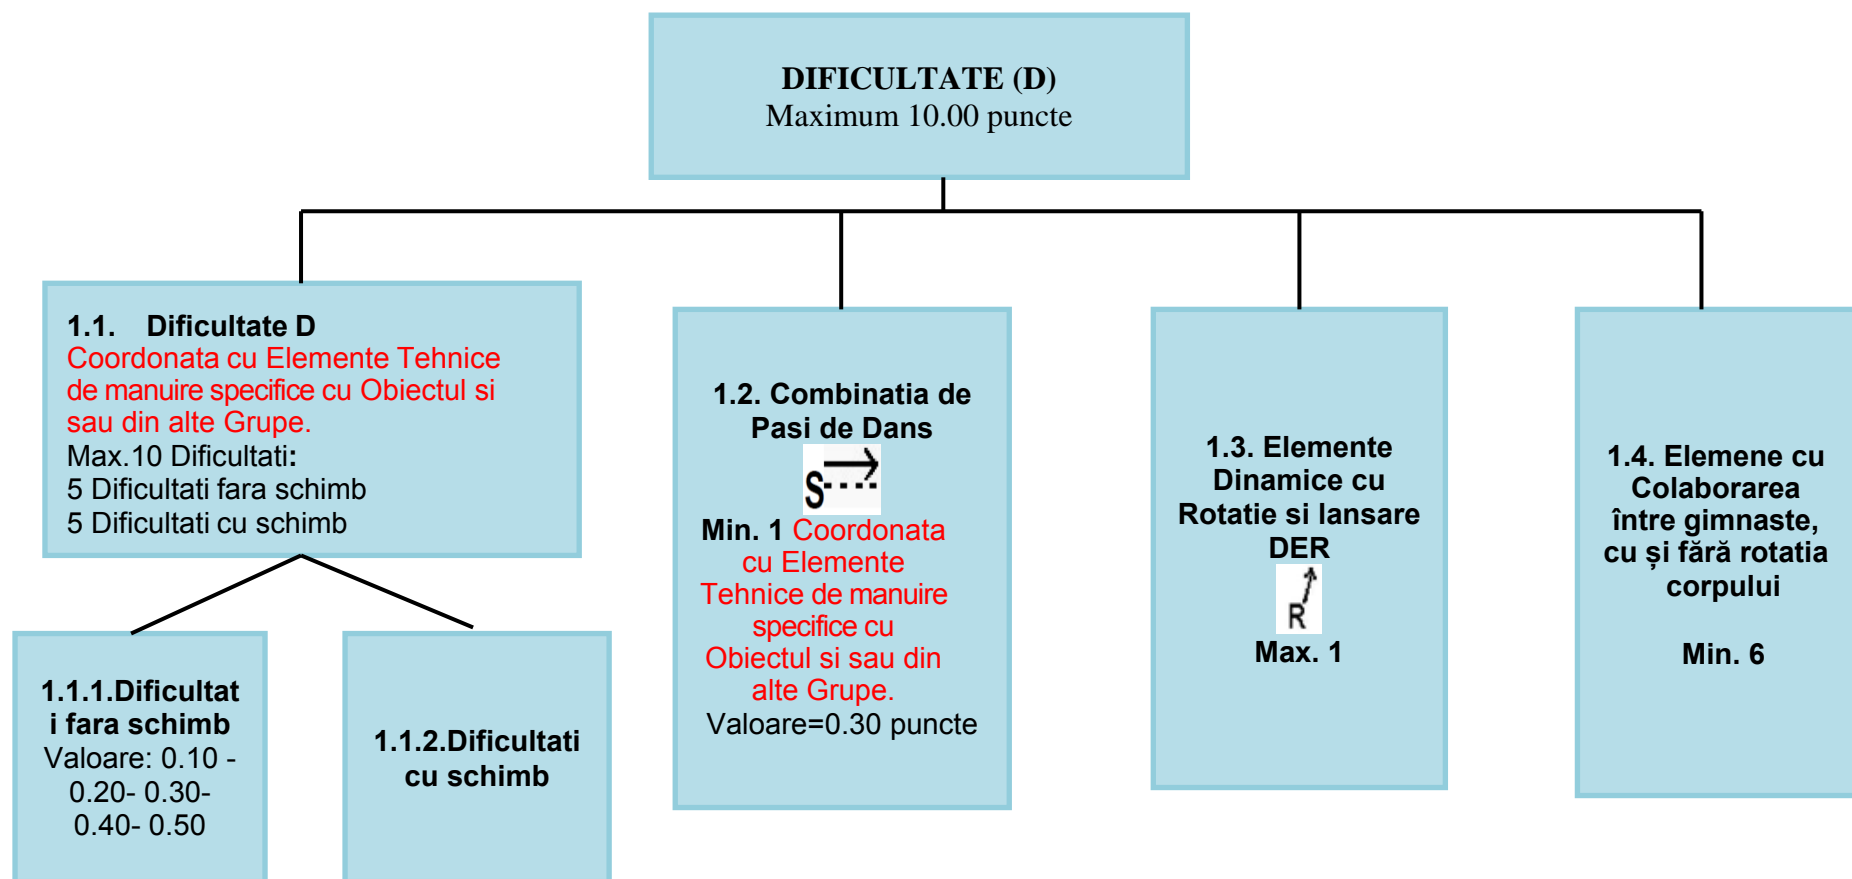 DIFICULTATE (D)
Maximum 10.00 puncte
1.1. Dificultate D
Coordonata cu Elemente Tehnice
de manuire specifice cu Obiectul si
sau din alte Grupe.
Max.10 Dificultati:
5 Dificultati fara schimb
5 Dificultati cu schimb
1.1.1.Dificultat
i fara schimb
Valoare: 0.10 -
0.20- 0.30-
0.40- 0.50
1.1.2.Dificultati
cu schimb
1.2. Combinatia de
Pasi de Dans
S
Min. 1 Coordonata
cu Elemente
Tehnice de manuire
specifice cu
Obiectul si sau din
alte Grupe.
Valoare=0.30 puncte
1.3. Elemente
Dinamice cu
Rotatie si lansare
DER
R
Max. 1
1.4. Elemene cu
Colaborarea
între gimnaste,
cu și fără rotatia
corpului
Min. 6